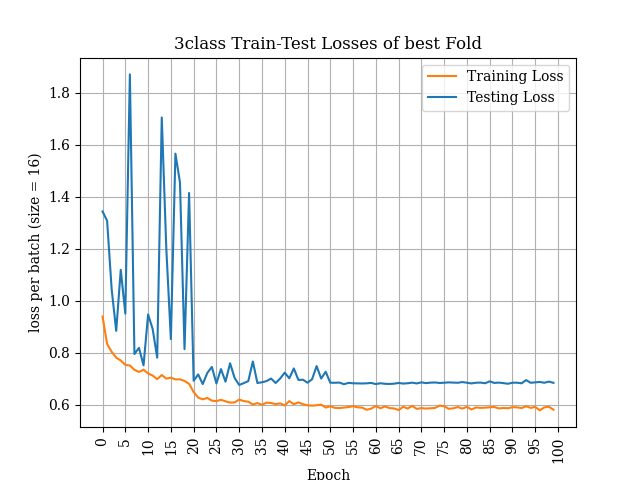 3class Train-Test Losses of best Fold
Training Loss
Testing Loss
loss per batch (size = 16)
1.8
1.6
1.4
1.2
1.0
0.8
0.6
0 5 10 15 20 25 30 35 40 45 50 55 60 65 70 75 80 85 90 95 100
Epoch